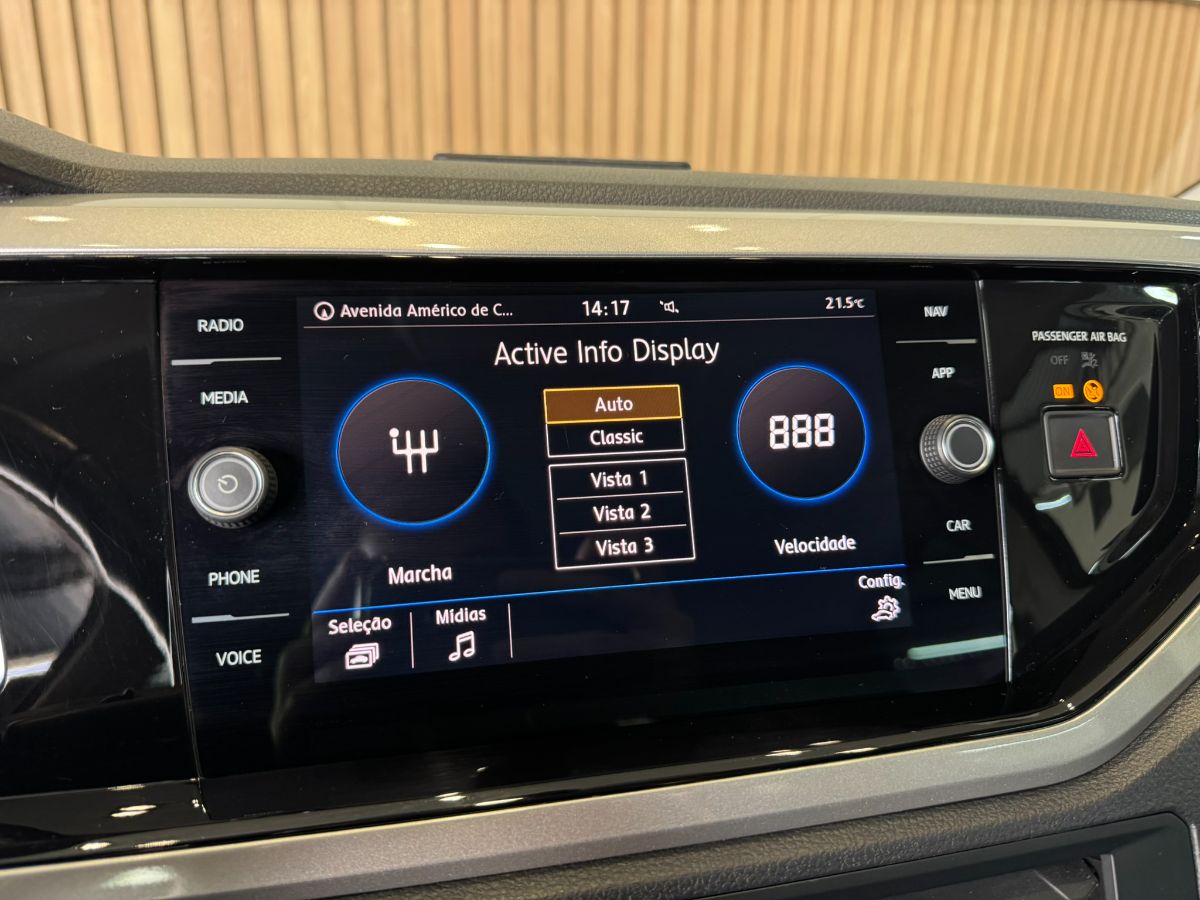 Avenida Américo de C... 14:17 21.5°C
Active Info Display
Auto
Classic
Vista 1
Vista 2
Vista 3
Marcha
888
Velocidade
Seleção
Mídias
Config.
RADIO
MEDIA
PHONE
VOICE
NAV
APP
CAR
MENU
PASSENGER AIR BAG
OFF
ON